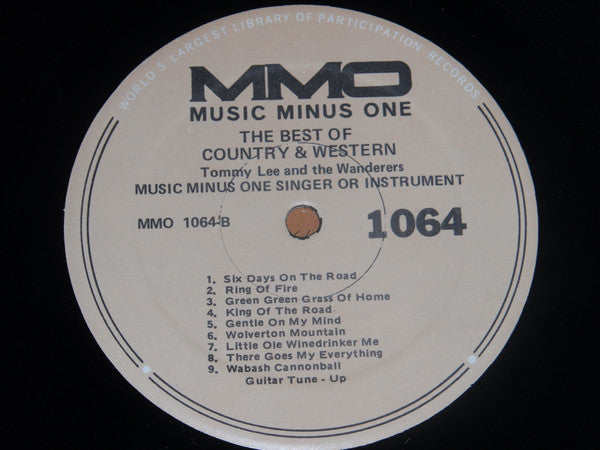 WORLD'S LARGEST LIBRARY OF PARTICIPATION RECORDS
MMO
MUSIC MINUS ONE
THE BEST OF
COUNTRY & WESTERN
Tommy Lee and the Wanderers
MUSIC MINUS ONE SINGER OR INSTRUMENT
MMO 1064-B
1064
1. Six Days On The Road
2. Ring Of Fire
3. Green Green Grass Of Home
4. King Of The Road
5. Gentle On My Mind
6. Wolverton Mountain
7. Little Ole Winedrinker Me
8. There Goes My Everything
9. Wabash Cannonball
Guitar Tune - Up